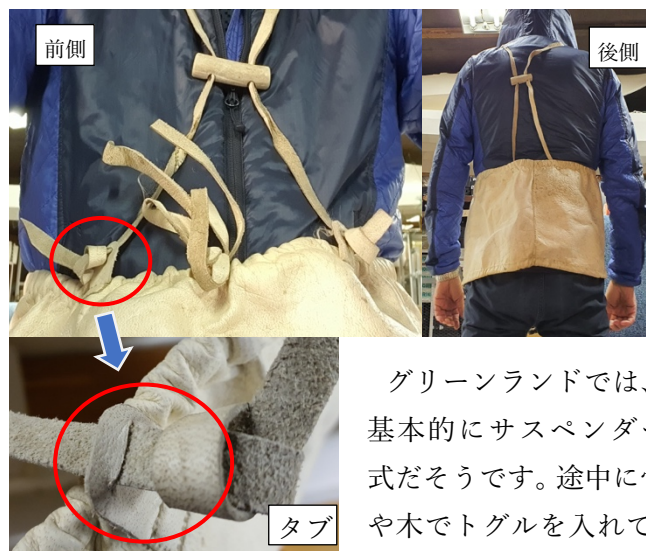 前側
後側
タブ
グリーンランドでは、
基本的にサスペンダー
式だそうです。途中に
や木でトグルを入れて